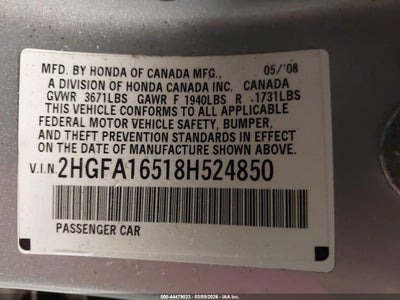 MFD. BY HONDA OF CANADA MFG., 05/'08
A DIVISION OF HONDA CANADA INC. CANADA
GVWR 3671LBS GAWR F 1940LBS R 1731LBS
THIS VEHICLE CONFORMS TO ALL APPLICABLE
FEDERAL MOTOR VEHICLE SAFETY, BUMPER,
AND THEFT PREVENTION STANDARDS IN EFFECT
ON THE DATE OF MANUFACTURE SHOWN ABOVE.
V.I.N. 2HGFA16518H524850
PASSENGER CAR
000-44479023 | 03/09/2026 - IAA Inc.